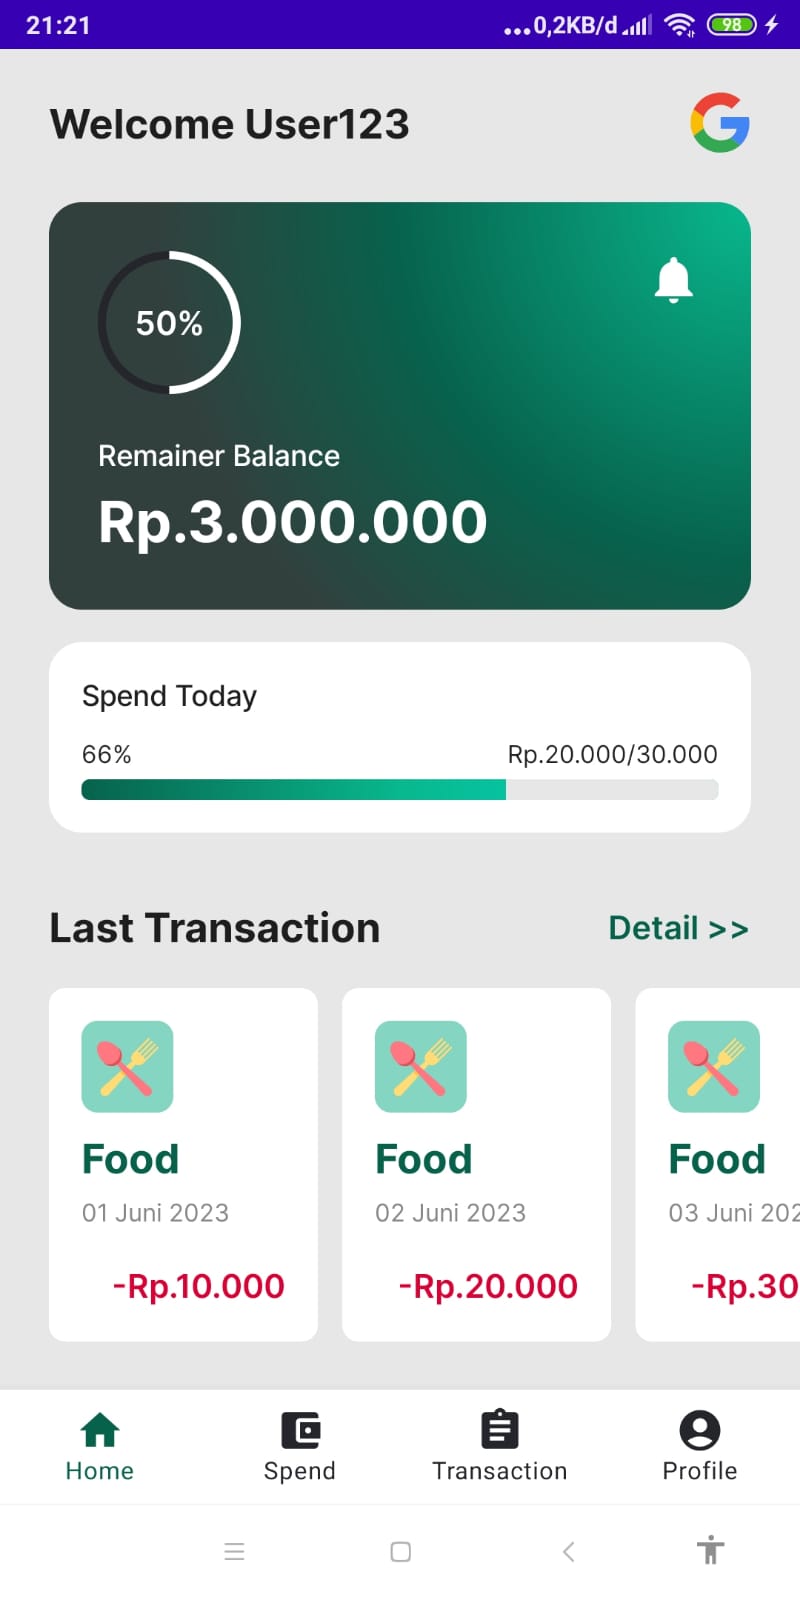 21:21
...0,2KB/d
98
Welcome User123
50%
Remainer Balance
Rp.3.000.000
Spend Today
66%
Rp.20.000/30.000
Last Transaction
Detail >>
Food
01 Juni 2023
-Rp.10.000
Food
02 Juni 2023
-Rp.20.000
Food
03 Juni 202
-Rp.30
Home
Spend
Transaction
Profile